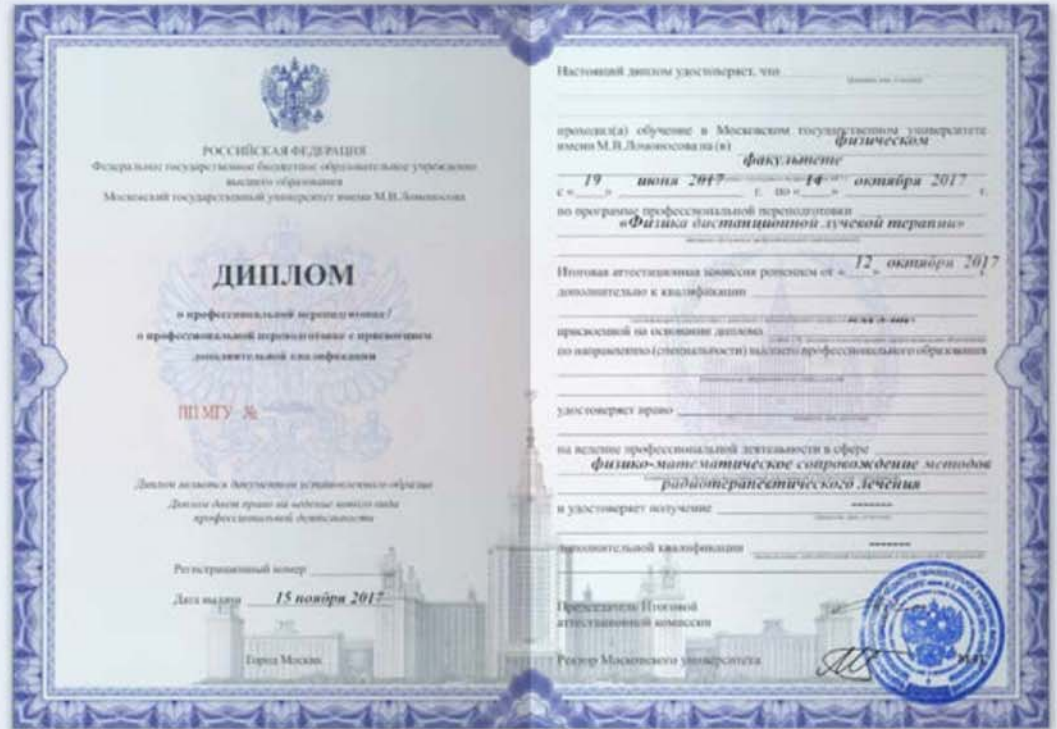 РОССИЙСКАЯ ФЕДЕРАЦИЯ
Федеральное государственное бюджетное образовательное учреждение
высшего образования
Московский государственный университет имени М.В.Ломоносова
ДИПЛОМ
о профессиональной переподготовке/
о профессиональной переподготовке с присвоением
дополнительной квалификации
ПП МГУ №
Диплом является документом установленного образца
Диплом дает право на ведение нового вида
профессиональной деятельности
Регистрационный номер
Дата выдачи 15 ноября 2017
Город Москва
Настоящий диплом удостоверяет, что
проходил(а) обучение в Московском государственном университете
имени М.В.Ломоносова на (в) физическом
факультете
с « 19 » июня 2017 г. по « 14 » октября 2017 г.
по программе профессиональной переподготовки
«Физика дистанционной лучевой терапии»
Итоговая аттестационная комиссия решением от « 12 » октября 2017
дополнительно к квалификации
присвоенной на основании диплома
по направлению (специальности) высшего профессионального образования
удостоверяет право
на ведение профессиональной деятельности в сфере
физико-математическое сопровождение методов
радиотерапевтического лечения
и удостоверяет получение -------
дополнительной квалификации -------
Председатель Итоговой
аттестационной комиссии
Ректор Московского университета